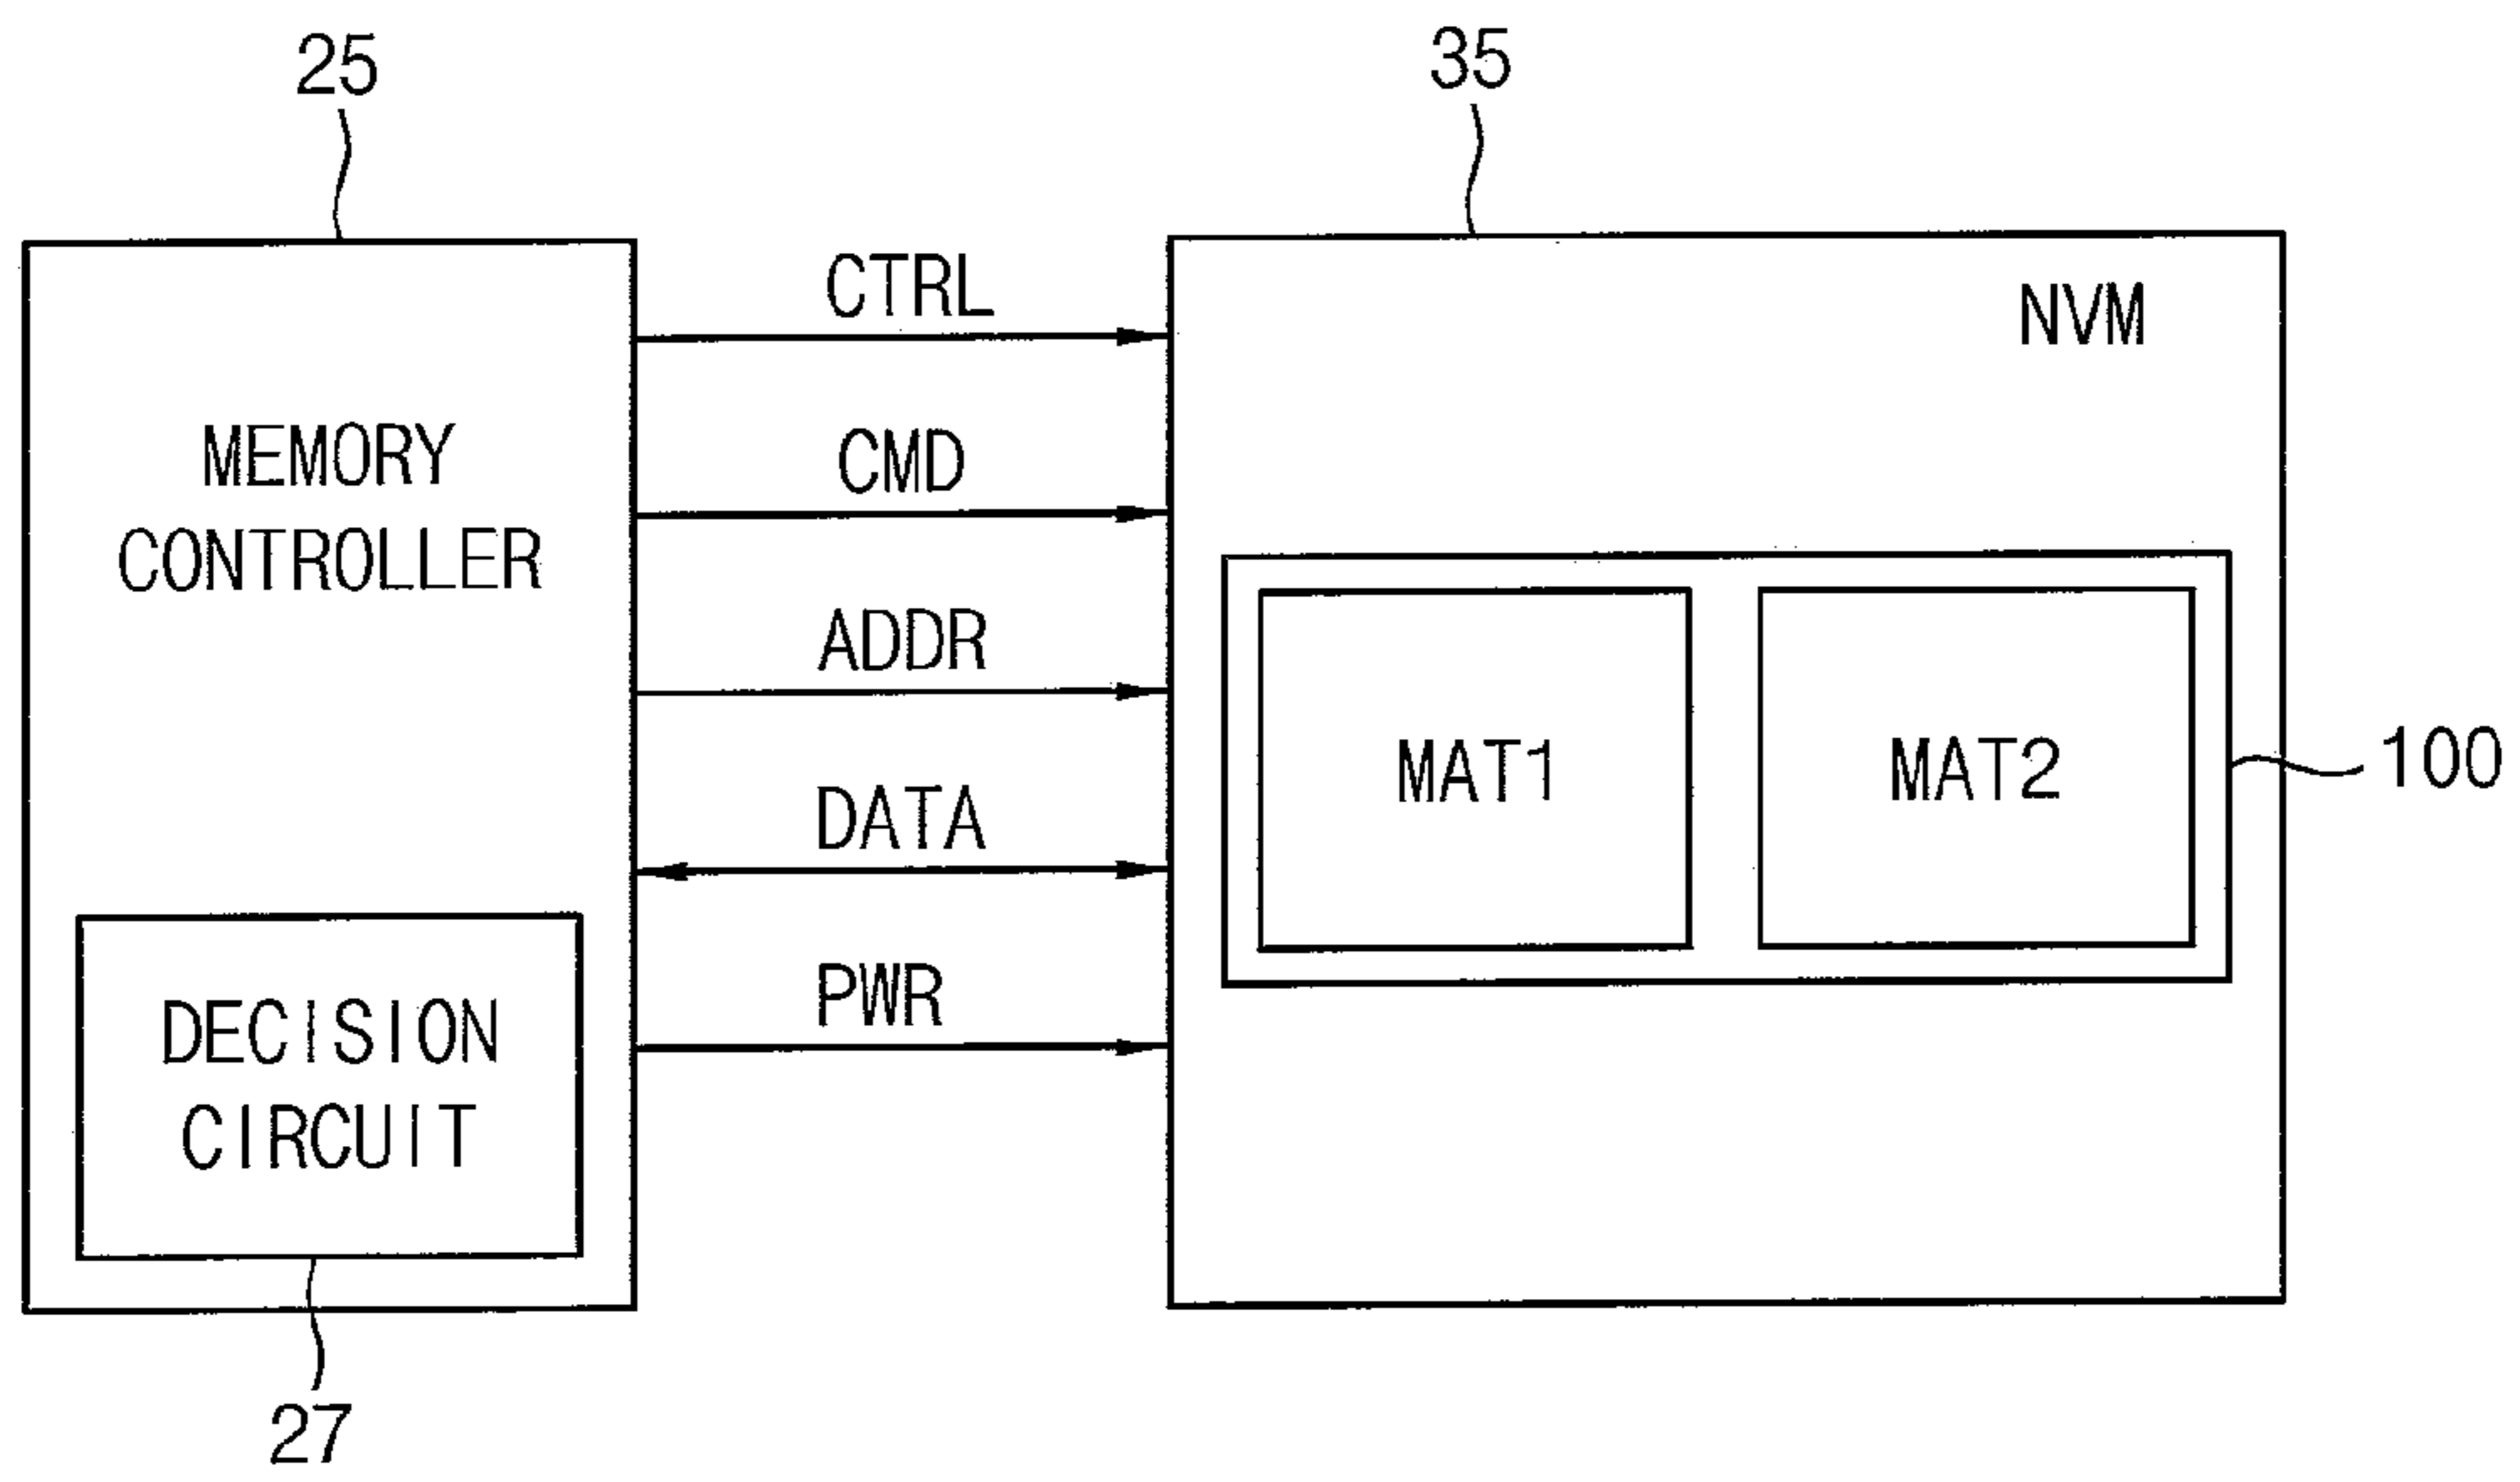 25
35
CTRL
NVM
MEMORY
CONTROLLER
CMD
ADDR
MAT1
MAT2
100
DATA
PWR
DECISION
CIRCUIT
27